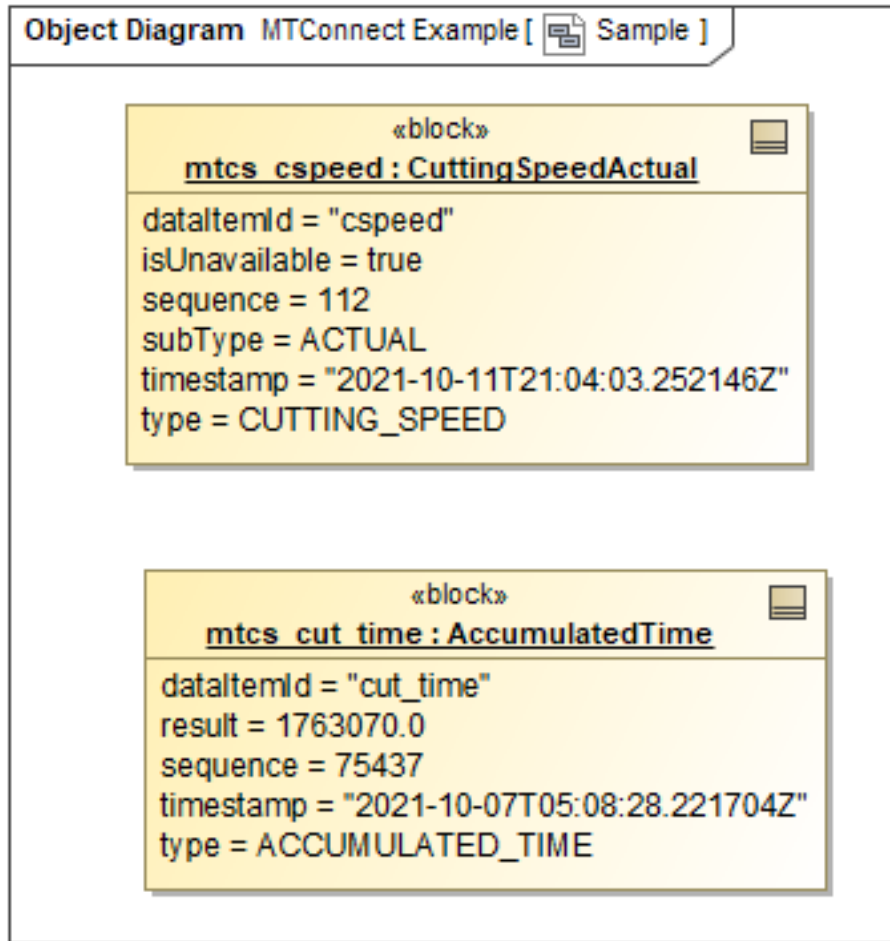 Object Diagram MTConnect Example [ Sample ]
«block»
mtcs_cspeed : CuttingSpeedActual
dataItemId = "cspeed"
isUnavailable = true
sequence = 112
subType = ACTUAL
timestamp = "2021-10-11T21:04:03.252146Z"
type = CUTTING_SPEED
«block»
mtcs_cut_time : AccumulatedTime
dataItemId = "cut_time"
result = 1763070.0
sequence = 75437
timestamp = "2021-10-07T05:08:28.221704Z"
type = ACCUMULATED_TIME